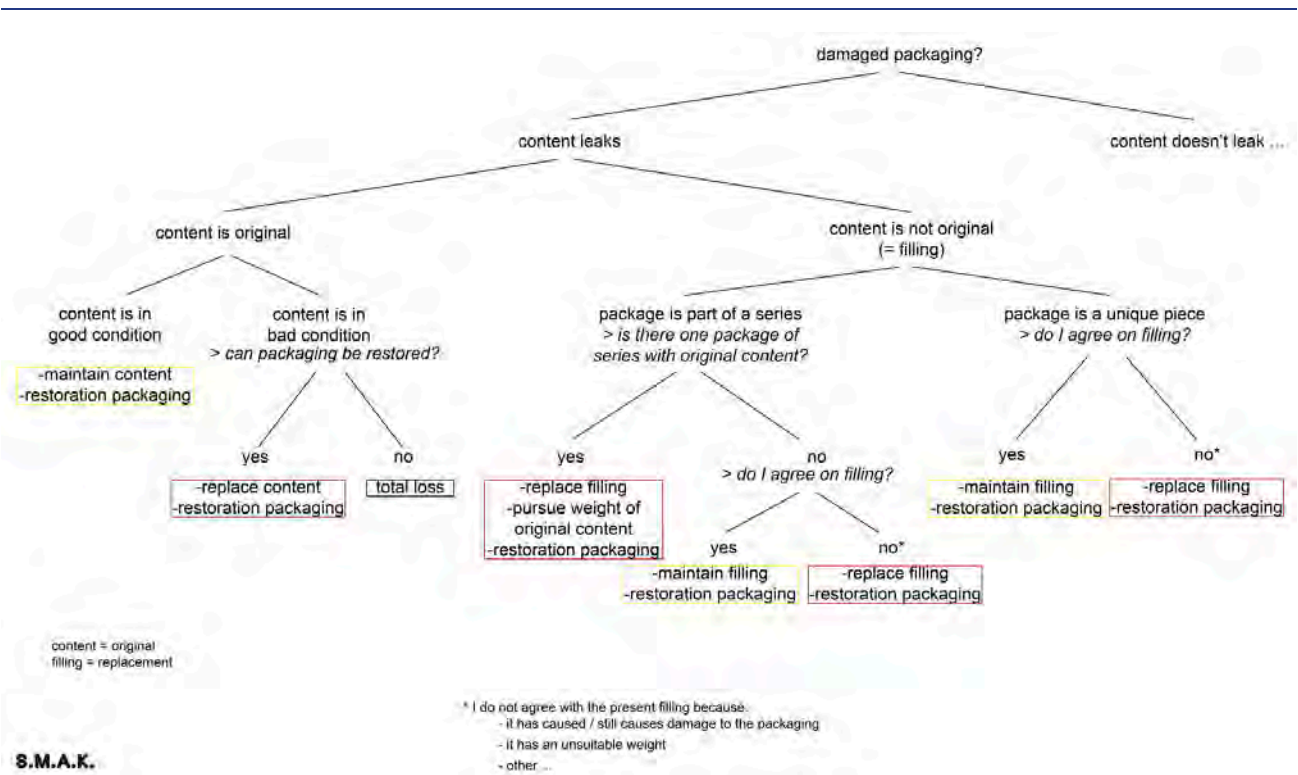 damaged packaging?
content leaks
content doesn't leak ...
content is original
content is not original
(= filling)
content is in
good condition
-maintain content
-restoration packaging
content is in
bad condition
> can packaging be restored?
yes
-replace content
-restoration packaging
no
total loss
package is part of a series
> is there one package of
series with original content?
yes
-replace filling
-pursue weight of
original content
-restoration packaging
no
> do I agree on filling?
yes
-maintain filling
-restoration packaging
no*
-replace filling
-restoration packaging
package is a unique piece
> do I agree on filling?
yes
-maintain filling
-restoration packaging
no*
-replace filling
-restoration packaging
content = original
filling = replacement
* I do not agree with the present filling because.
- it has caused / still causes damage to the packaging
- it has an unsuitable weight
- other ...
S.M.A.K.